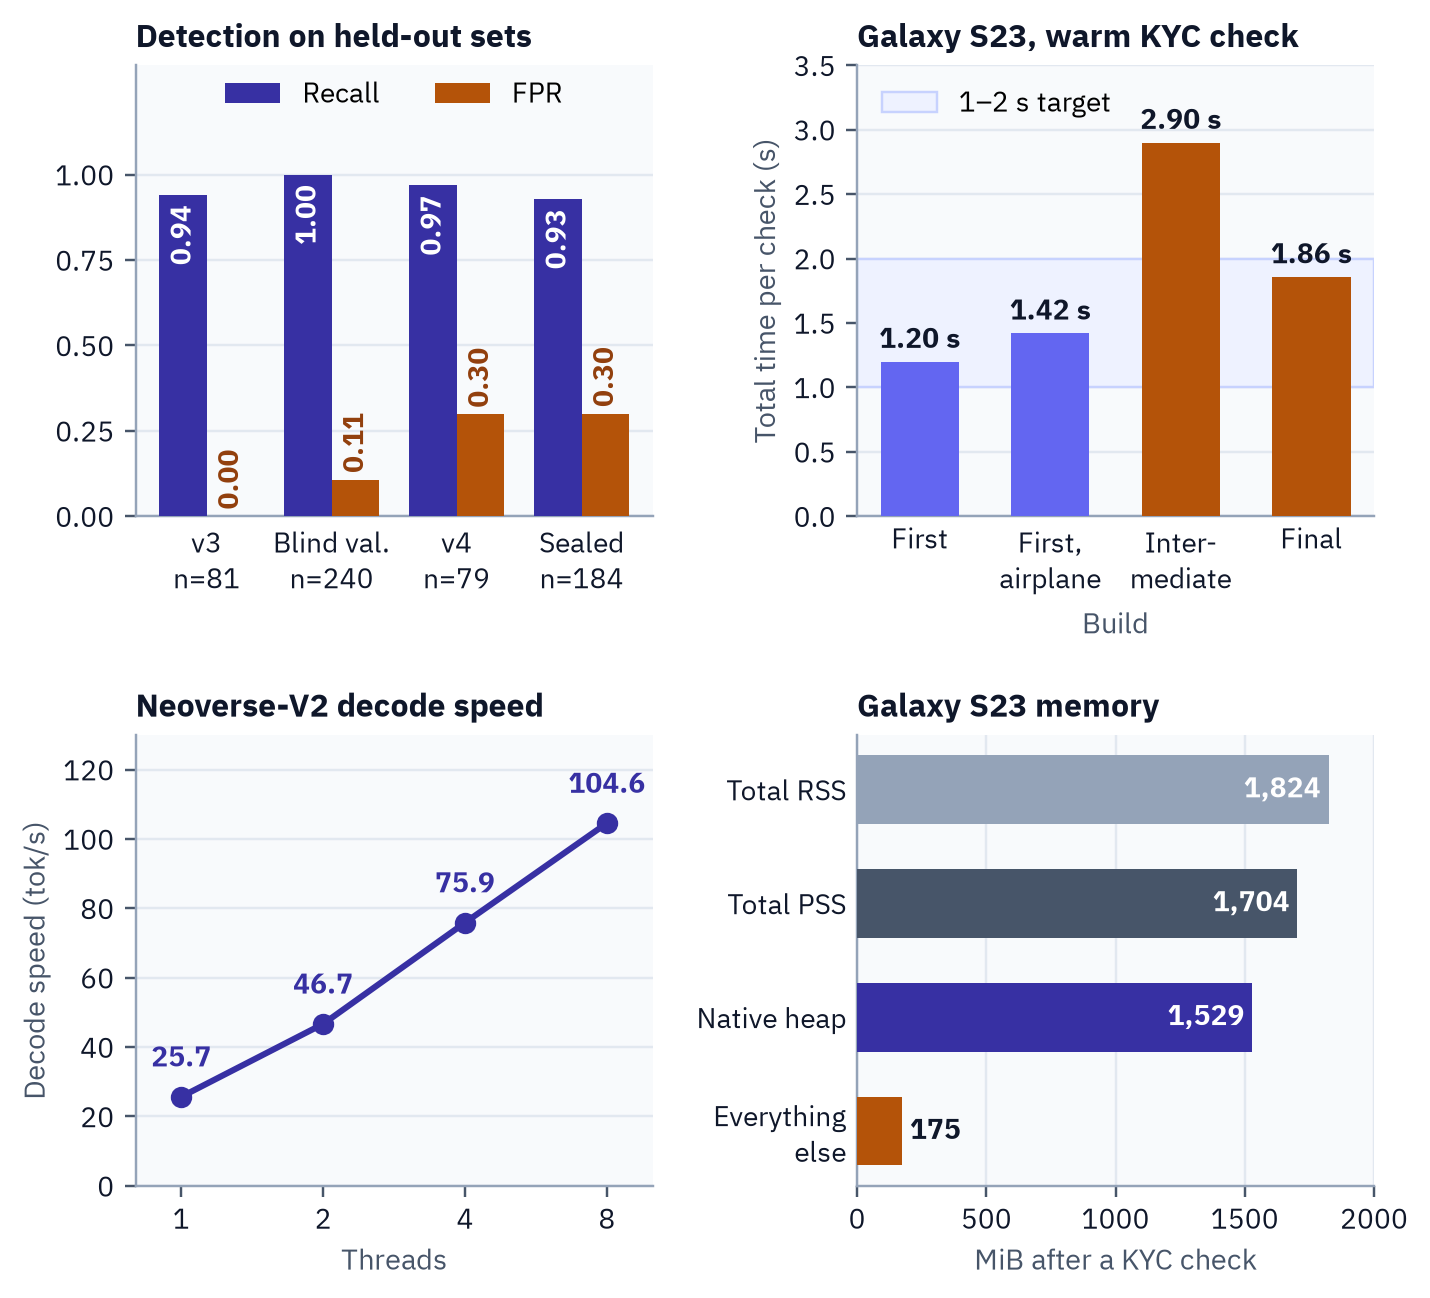 Detection on held-out sets
Recall
FPR
1.00
0.75
0.50
0.25
0.00
0.94
0.00
1.00
0.11
0.97
0.30
0.93
0.30
v3
n=81
Blind val.
n=240
v4
n=79
Sealed
n=184
Galaxy S23, warm KYC check
1–2 s target
Total time per check (s)
3.5
3.0
2.5
2.0
1.5
1.0
0.5
0.0
1.20 s
1.42 s
2.90 s
1.86 s
First
First,
airplane
Inter-
mediate
Final
Build
Neoverse-V2 decode speed
Decode speed (tok/s)
120
100
80
60
40
20
0
25.7
46.7
75.9
104.6
1
2
4
8
Threads
Galaxy S23 memory
Total RSS
1,824
Total PSS
1,704
Native heap
1,529
Everything
else
175
0
500
1000
1500
2000
MiB after a KYC check